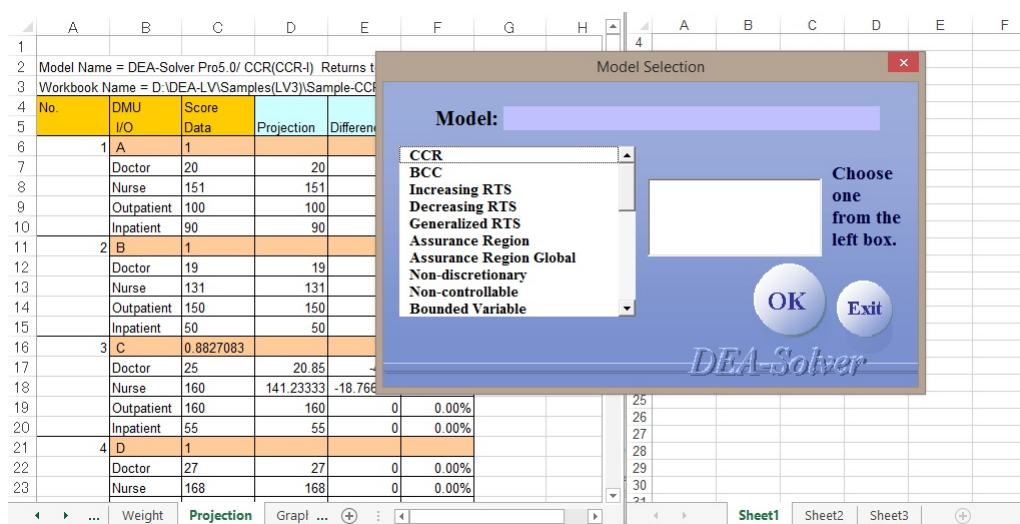 A B C D E F G H
1
2 Model Name = DEA-Solver Pro5.0/ CCR(CCR-I) Returns t
3 Workbook Name = D:\DEA-LV\Samples(LV3)\Sample-CCF
4 No. DMU Score
5 I/O Data Projection Differenc
6 1 A 1
7 Doctor 20 20
8 Nurse 151 151
9 Outpatient 100 100
10 Inpatient 90 90
11 2 B 1
12 Doctor 19 19
13 Nurse 131 131
14 Outpatient 150 150
15 Inpatient 50 50
16 3 C 0.8827083
17 Doctor 25 20.85
18 Nurse 160 141.23333 -18.766
19 Outpatient 160 160 0 0.00%
20 Inpatient 55 55 0 0.00%
21 4 D 1
22 Doctor 27 27 0 0.00%
23 Nurse 168 168 0 0.00%
... Weight Projection Graph ...
A B C D E F
4
Model Selection
Model:
CCR
BCC
Increasing RTS
Decreasing RTS
Generalized RTS
Assurance Region
Assurance Region Global
Non-discretionary
Non-controllable
Bounded Variable
Choose
one
from the
left box.
OK
Exit
DEA-Solver
25
26
27
28
29
30
Sheet1 Sheet2 Sheet3